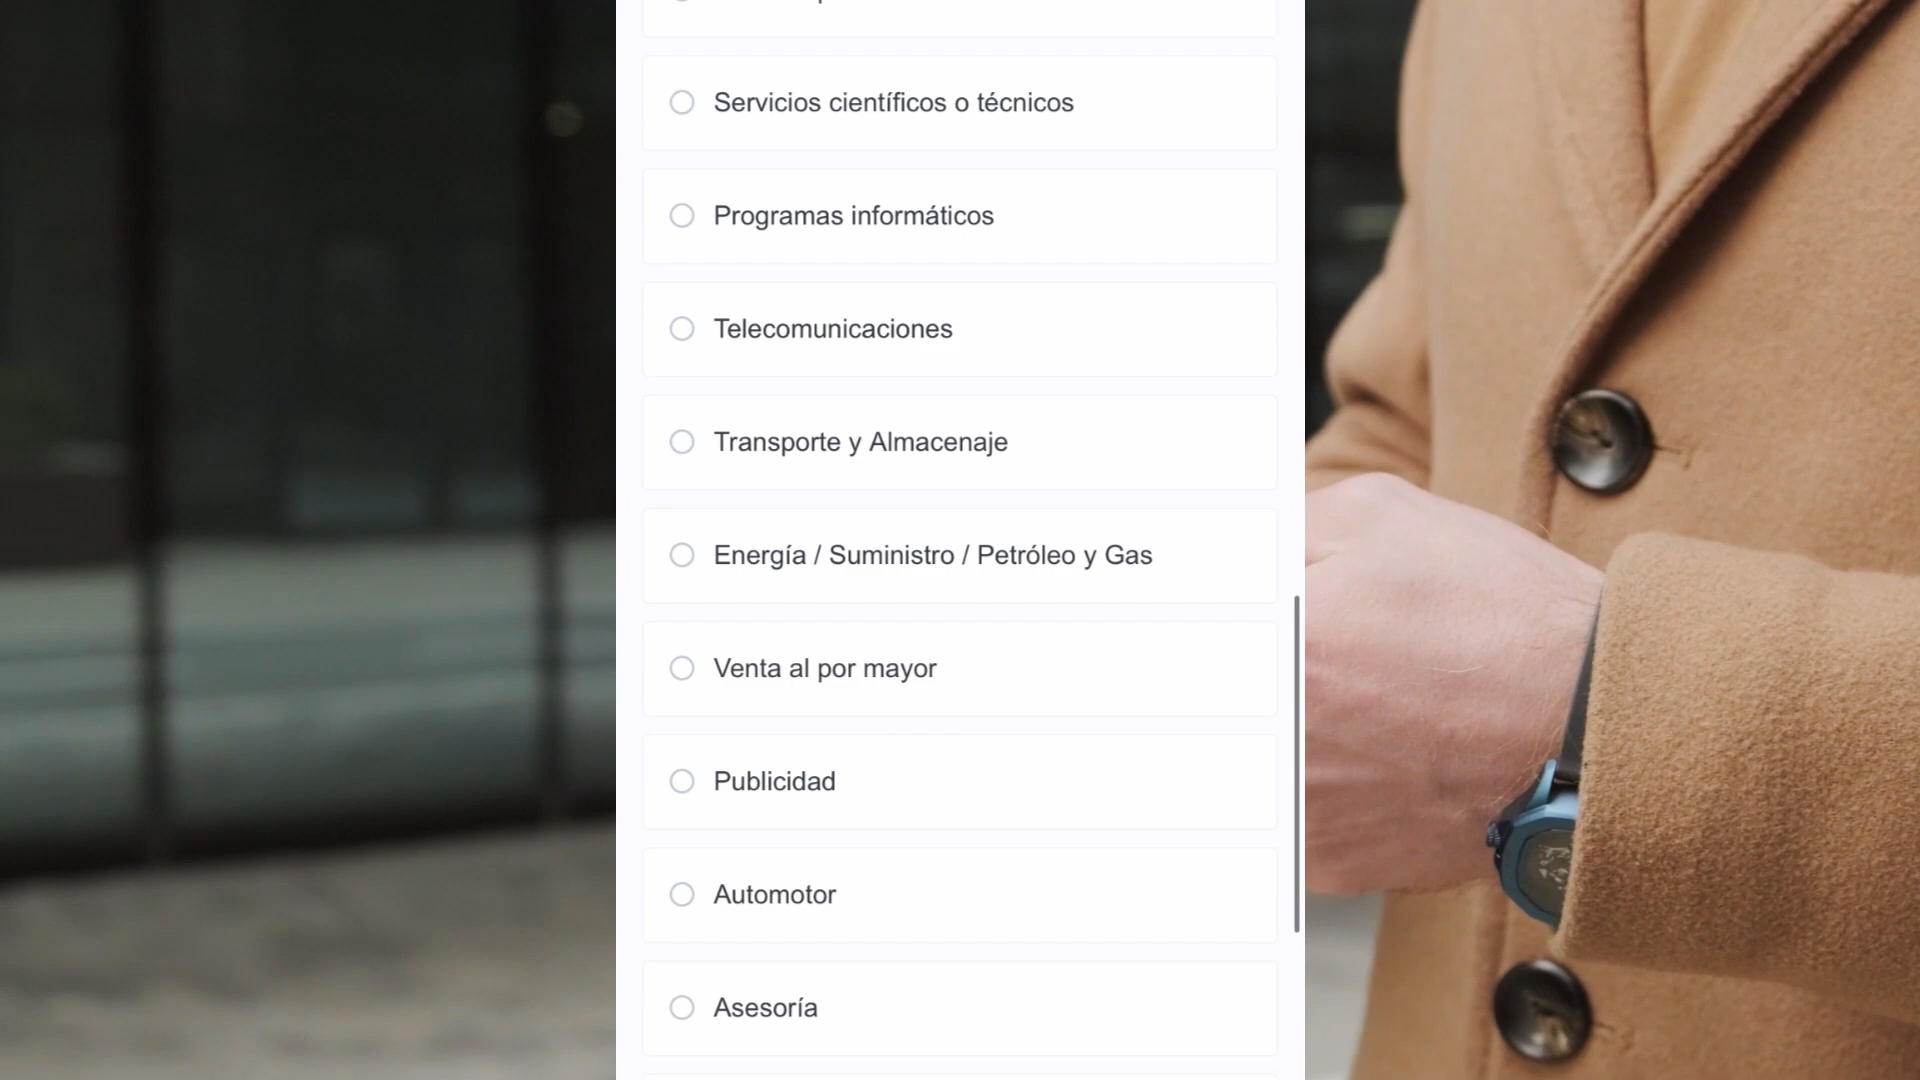 Servicios científicos o técnicos
Programas informáticos
Telecomunicaciones
Transporte y Almacenaje
Energía / Suministro / Petróleo y Gas
Venta al por mayor
Publicidad
Automotor
Asesoría